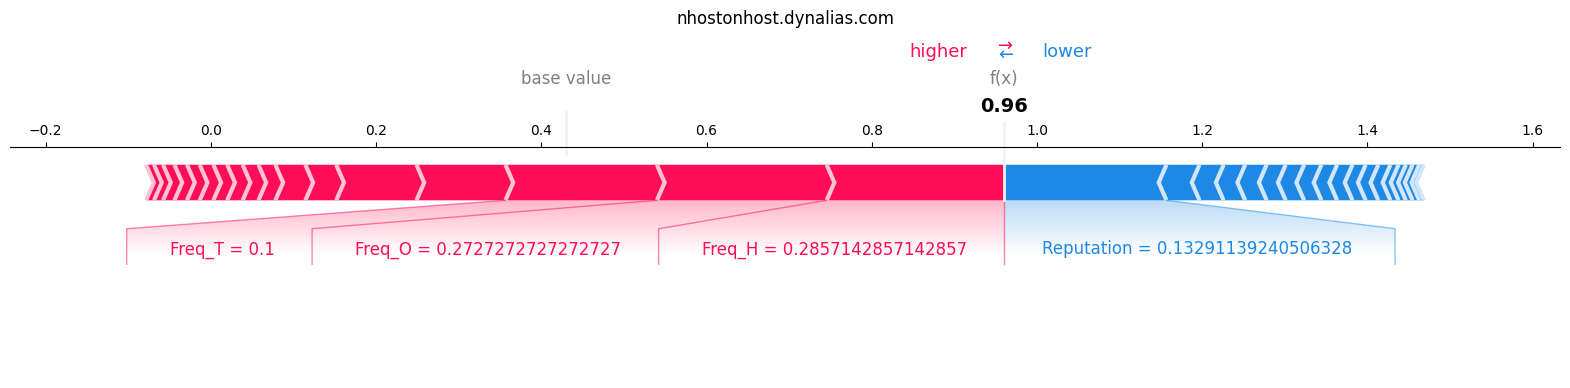 nhostonhost.dynalias.com
higher ⇄ lower
base value f(x)
0.96
−0.2 0.0 0.2 0.4 0.6 0.8 1.0 1.2 1.4 1.6
Freq_T = 0.1 Freq_O = 0.2727272727272727 Freq_H = 0.2857142857142857 Reputation = 0.13291139240506328